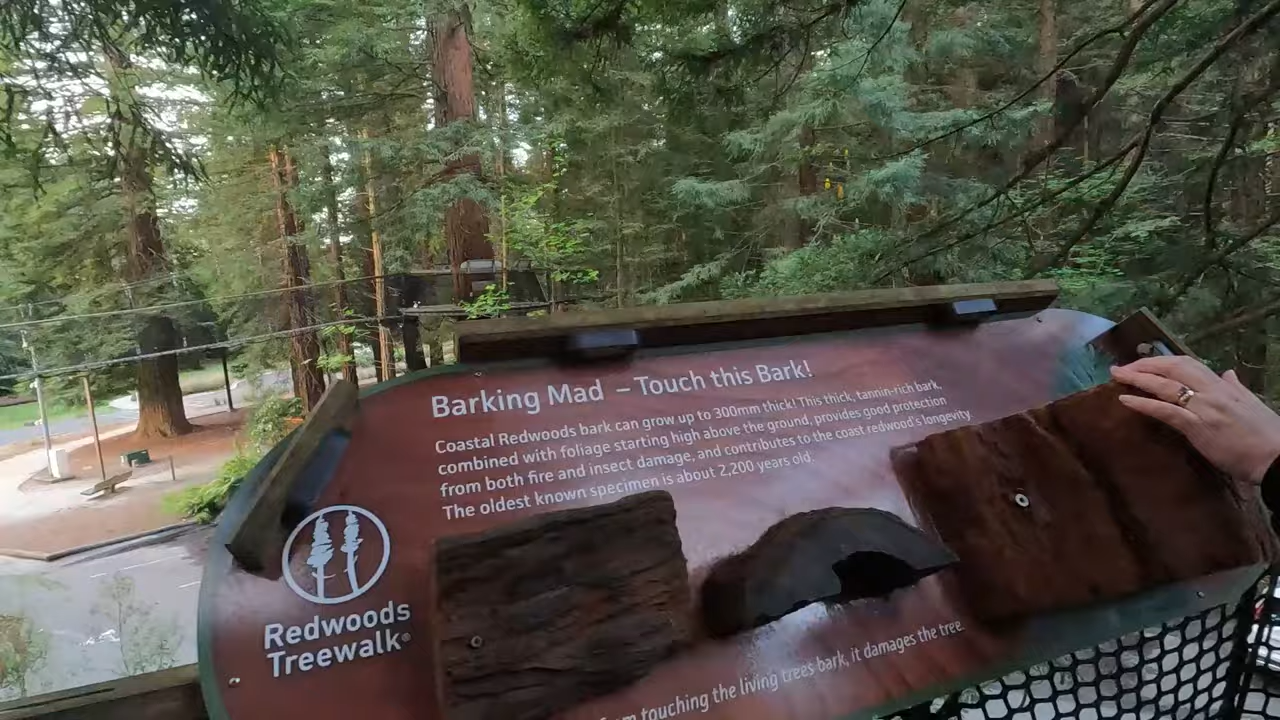 Barking Mad – Touch this Bark!
Coastal Redwoods bark can grow up to 300mm thick! This thick, tannin-rich bark,
combined with foliage starting high above the ground, provides good protection
from both fire and insect damage, and contributes to the coast redwood's longevity.
The oldest known specimen is about 2,200 years old.
Redwoods
Treewalk®
touching the living trees bark, it damages the tree.